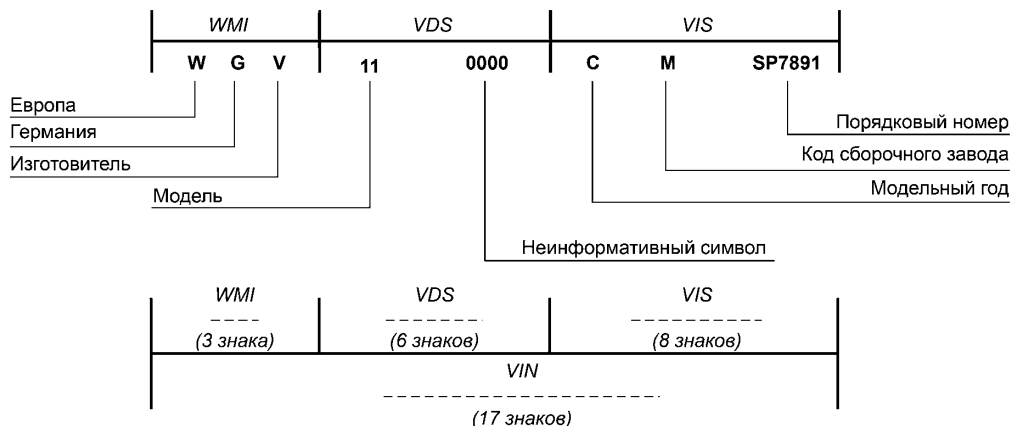 WMI VDS VIS
W G V 11 0000 C M SP7891
Европа
Германия
Изготовитель
Модель
Порядковый номер
Код сборочного завода
Модельный год
Неинформативный символ
WMI VDS VIS
(3 знака) (6 знаков) (8 знаков)
VIN
(17 знаков)